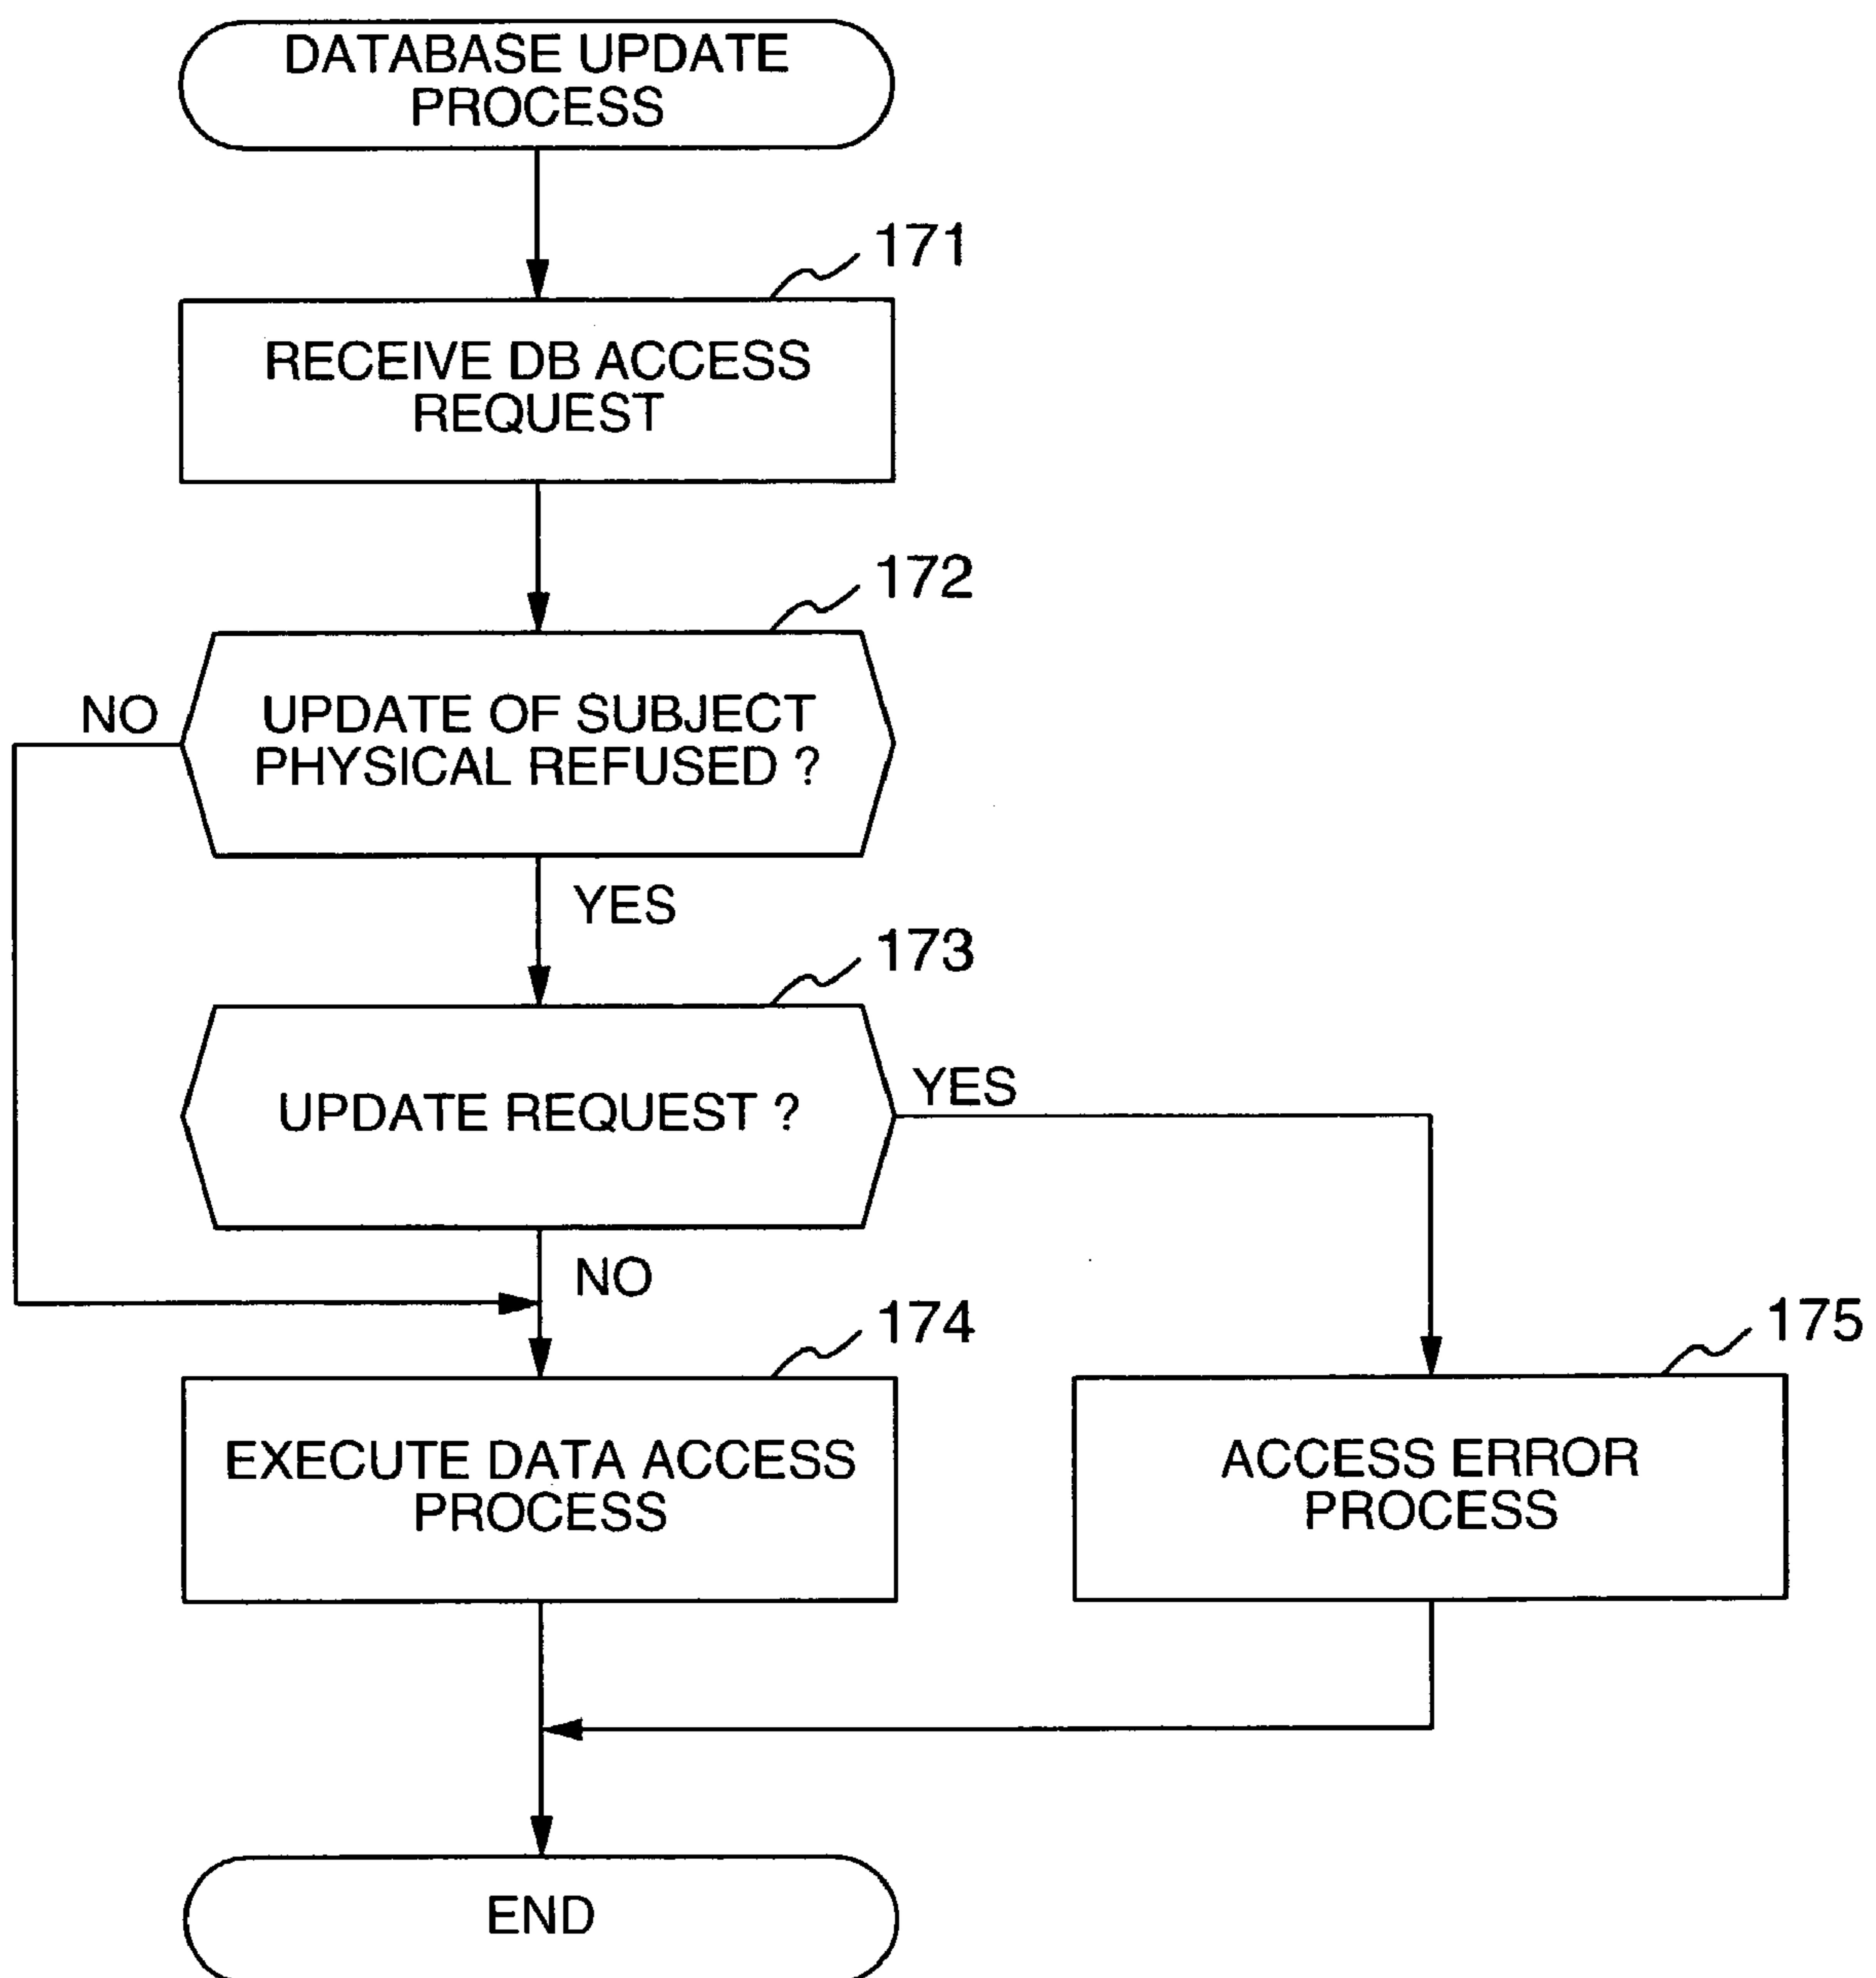 DATABASE UPDATE
PROCESS
171
RECEIVE DB ACCESS
REQUEST
172
NO
UPDATE OF SUBJECT
PHYSICAL REFUSED ?
YES
173
UPDATE REQUEST ?
YES
NO
174
175
EXECUTE DATA ACCESS
PROCESS
ACCESS ERROR
PROCESS
END